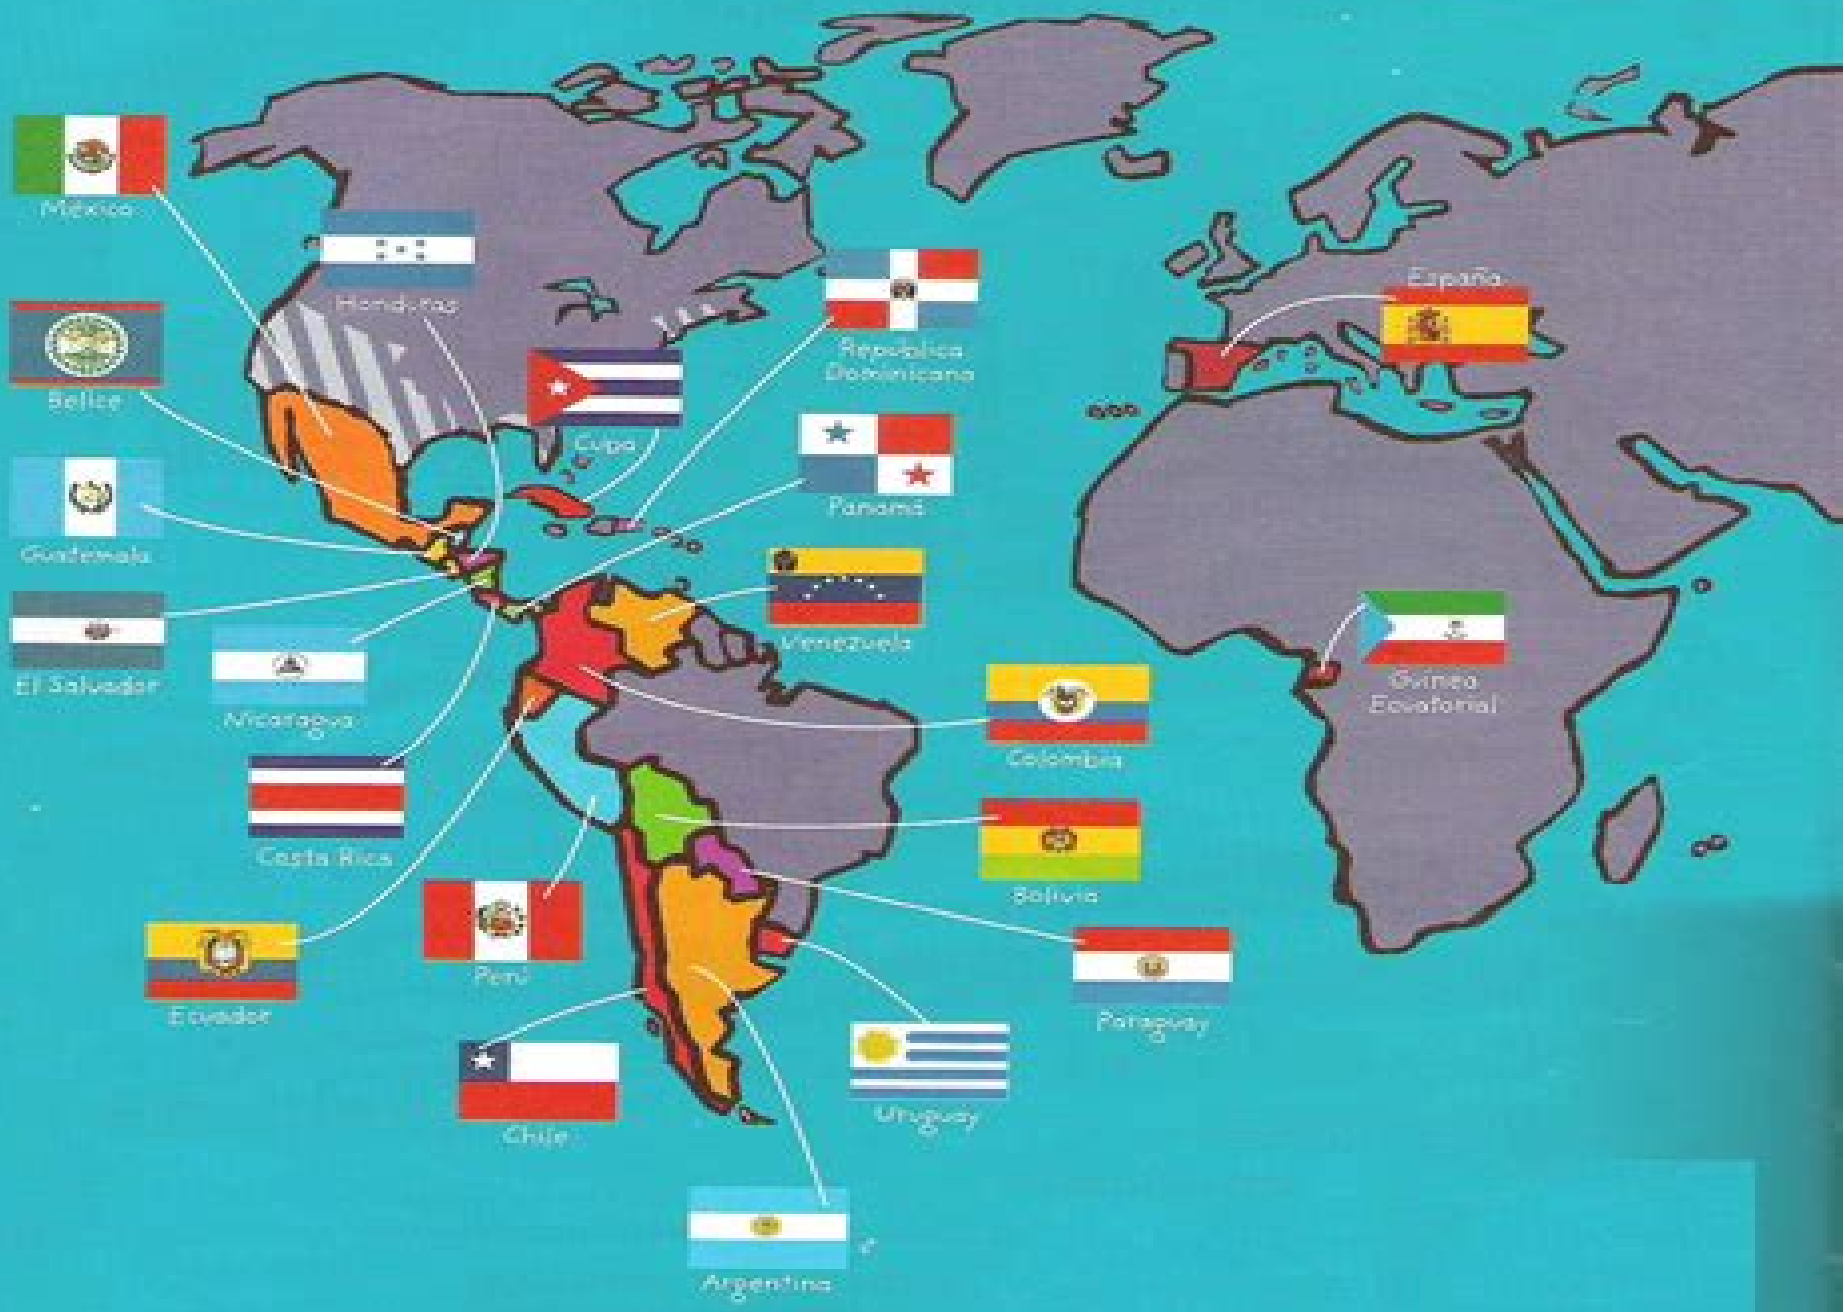 México
Honduras
España
Belice
República
Dominicana
Cuba
Panamá
Guatemala
Venezuela
El Salvador
Nicaragua
Guinea
Ecuatorial
Colombia
Costa Rica
Bolivia
Perú
Ecuador
Paraguay
Uruguay
Chile
Argentina